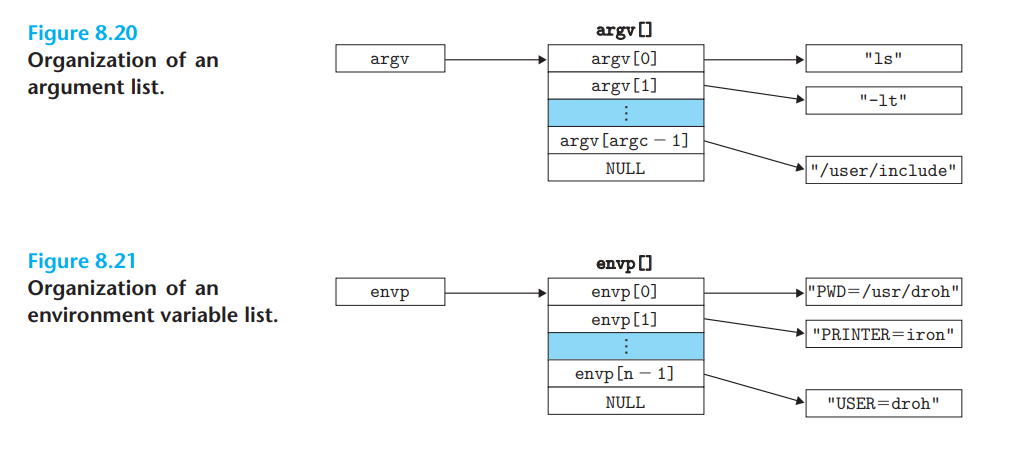 Figure 8.20
Organization of an
argument list.
argv[]
argv
argv[0]
"ls"
argv[1]
"-lt"
⋮
argv[argc − 1]
"/user/include"
NULL
Figure 8.21
Organization of an
environment variable list.
envp[]
envp
envp[0]
"PWD=/usr/droh"
envp[1]
"PRINTER=iron"
⋮
envp[n − 1]
"USER=droh"
NULL